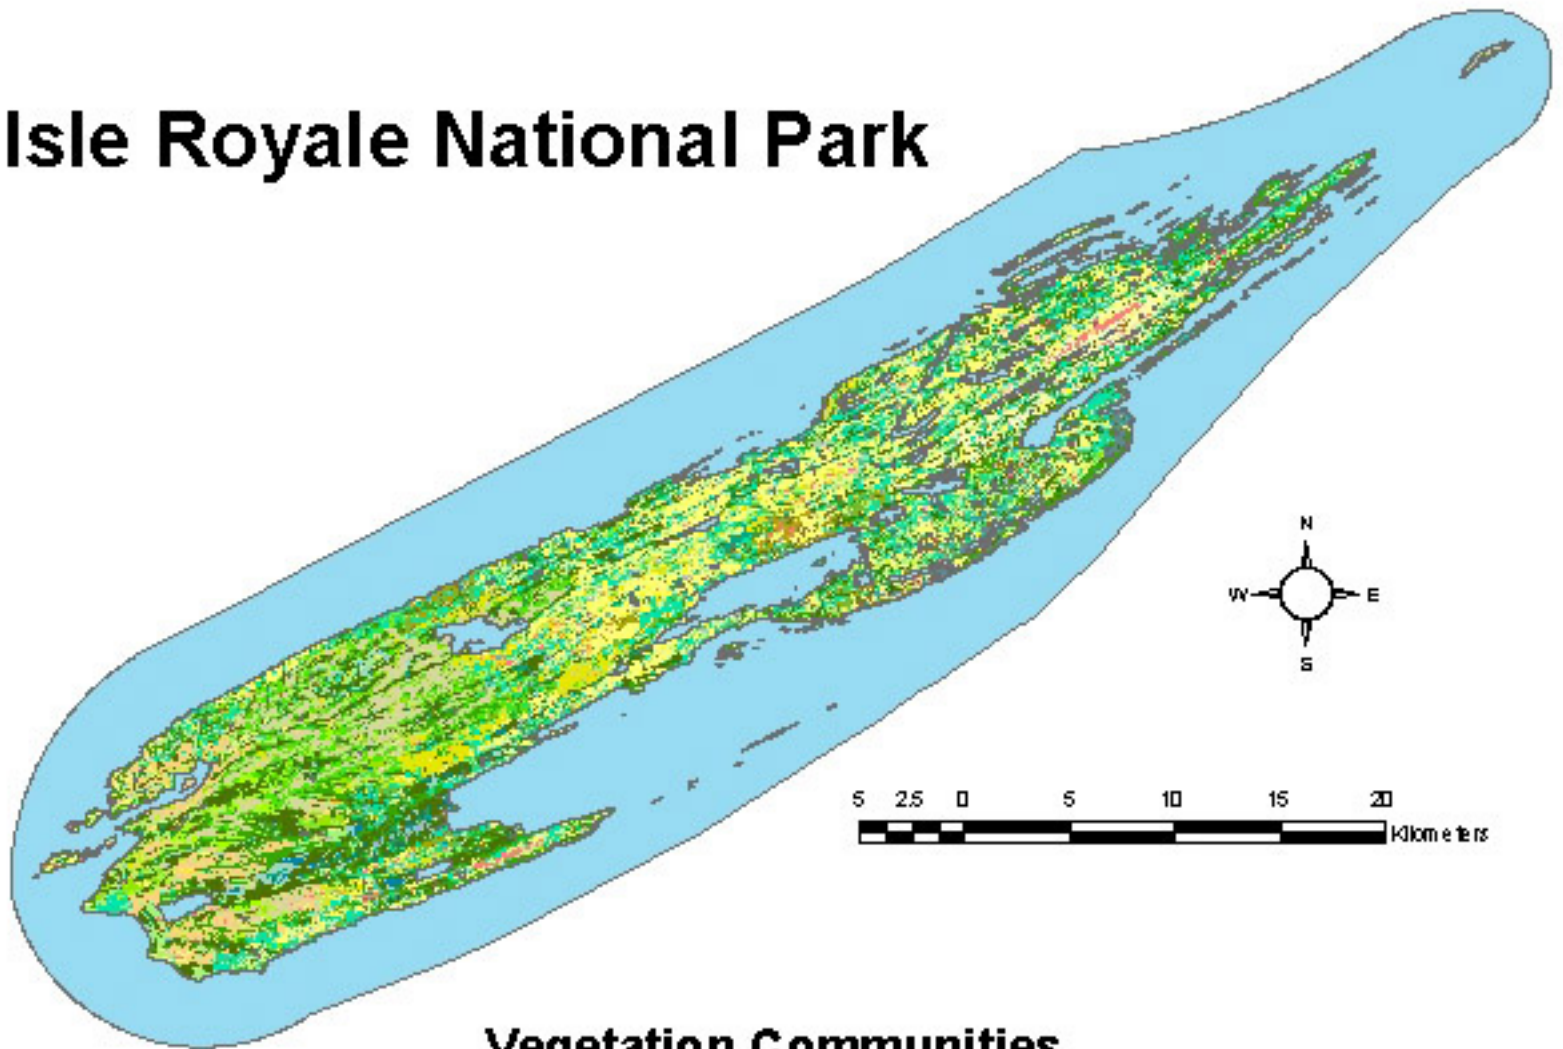 Isle Royale National Park
N
W E
S
5 2.5 0 5 10 15 20
Kilometers
Vegetation Communities